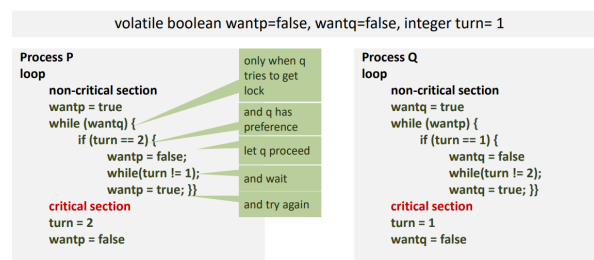 volatile boolean wantp=false, wantq=false, integer turn= 1
Process P
loop
non-critical section
wantp = true
while (wantq) {
if (turn == 2) {
wantp = false;
while(turn != 1);
wantp = true; }}
critical section
turn = 2
wantp = false
only when q
tries to get
lock
and q has
preference
let q proceed
and wait
and try again
Process Q
loop
non-critical section
wantq = true
while (wantp) {
if (turn == 1) {
wantq = false
while(turn != 2);
wantq = true; }}
critical section
turn = 1
wantq = false